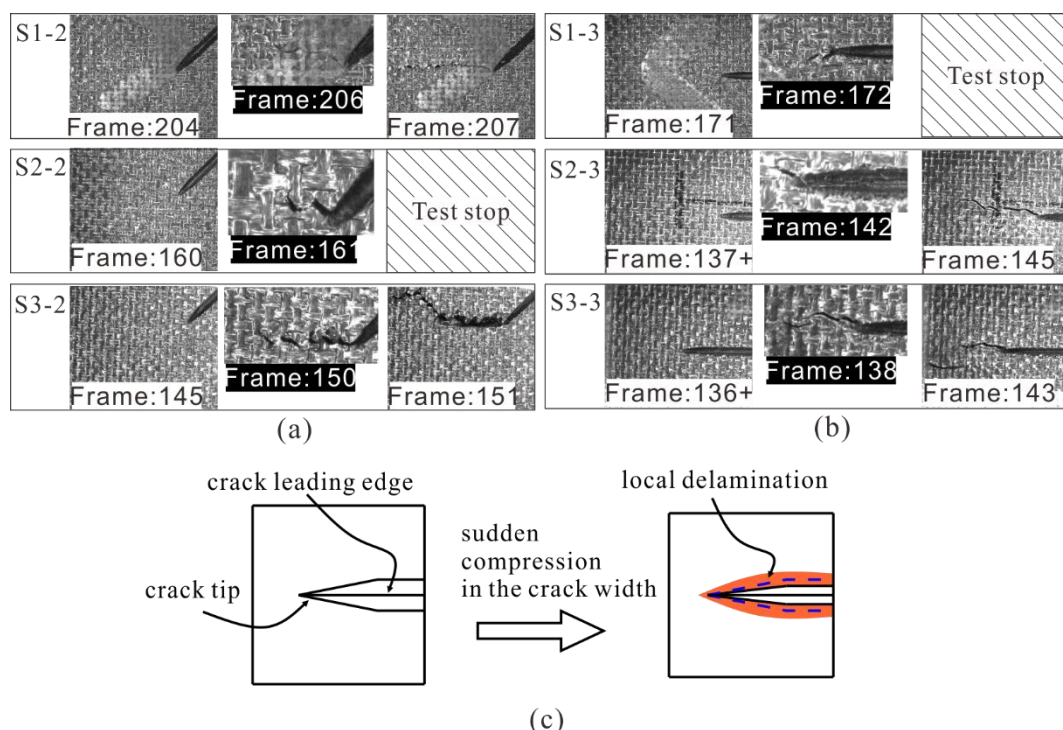 S1-2
Frame:204
Frame:206
Frame:207
S2-2
Frame:160
Frame:161
Test stop
S3-2
Frame:145
Frame:150
Frame:151
(a)
S1-3
Frame:171
Frame:172
Test stop
S2-3
Frame:137+
Frame:142
Frame:145
S3-3
Frame:136+
Frame:138
Frame:143
(b)
crack leading edge
crack tip
sudden
compression
in the crack width
local delamination
(c)